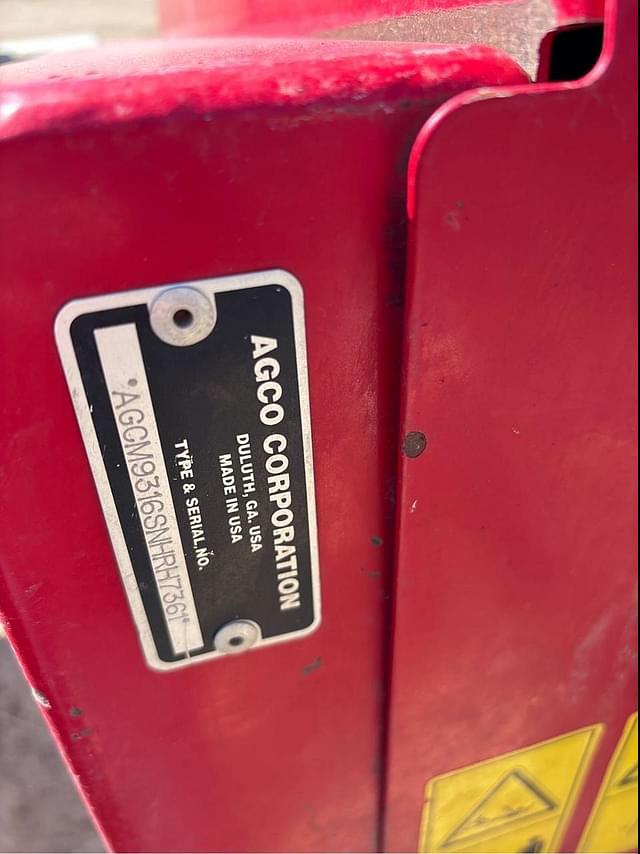 AGCO CORPORATION
DULUTH, GA. USA
MADE IN USA
TYPE & SERIAL NO.
*AGCM9316SNHRH7361*